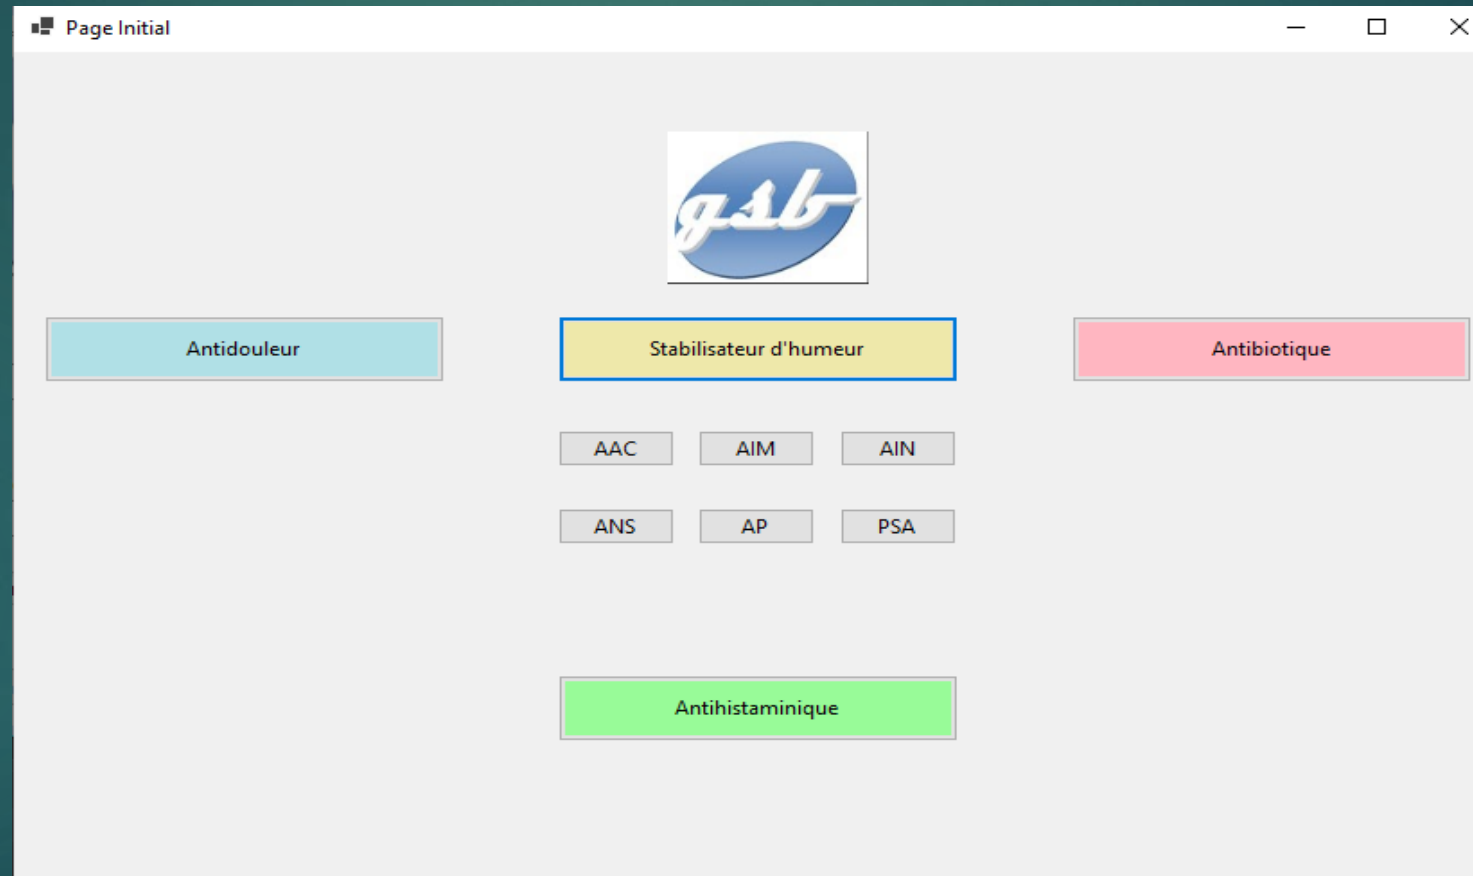 Page Initial
gsb
Antidouleur
Stabilisateur d'humeur
Antibiotique
AAC AIM AIN
ANS AP PSA
Antihistaminique